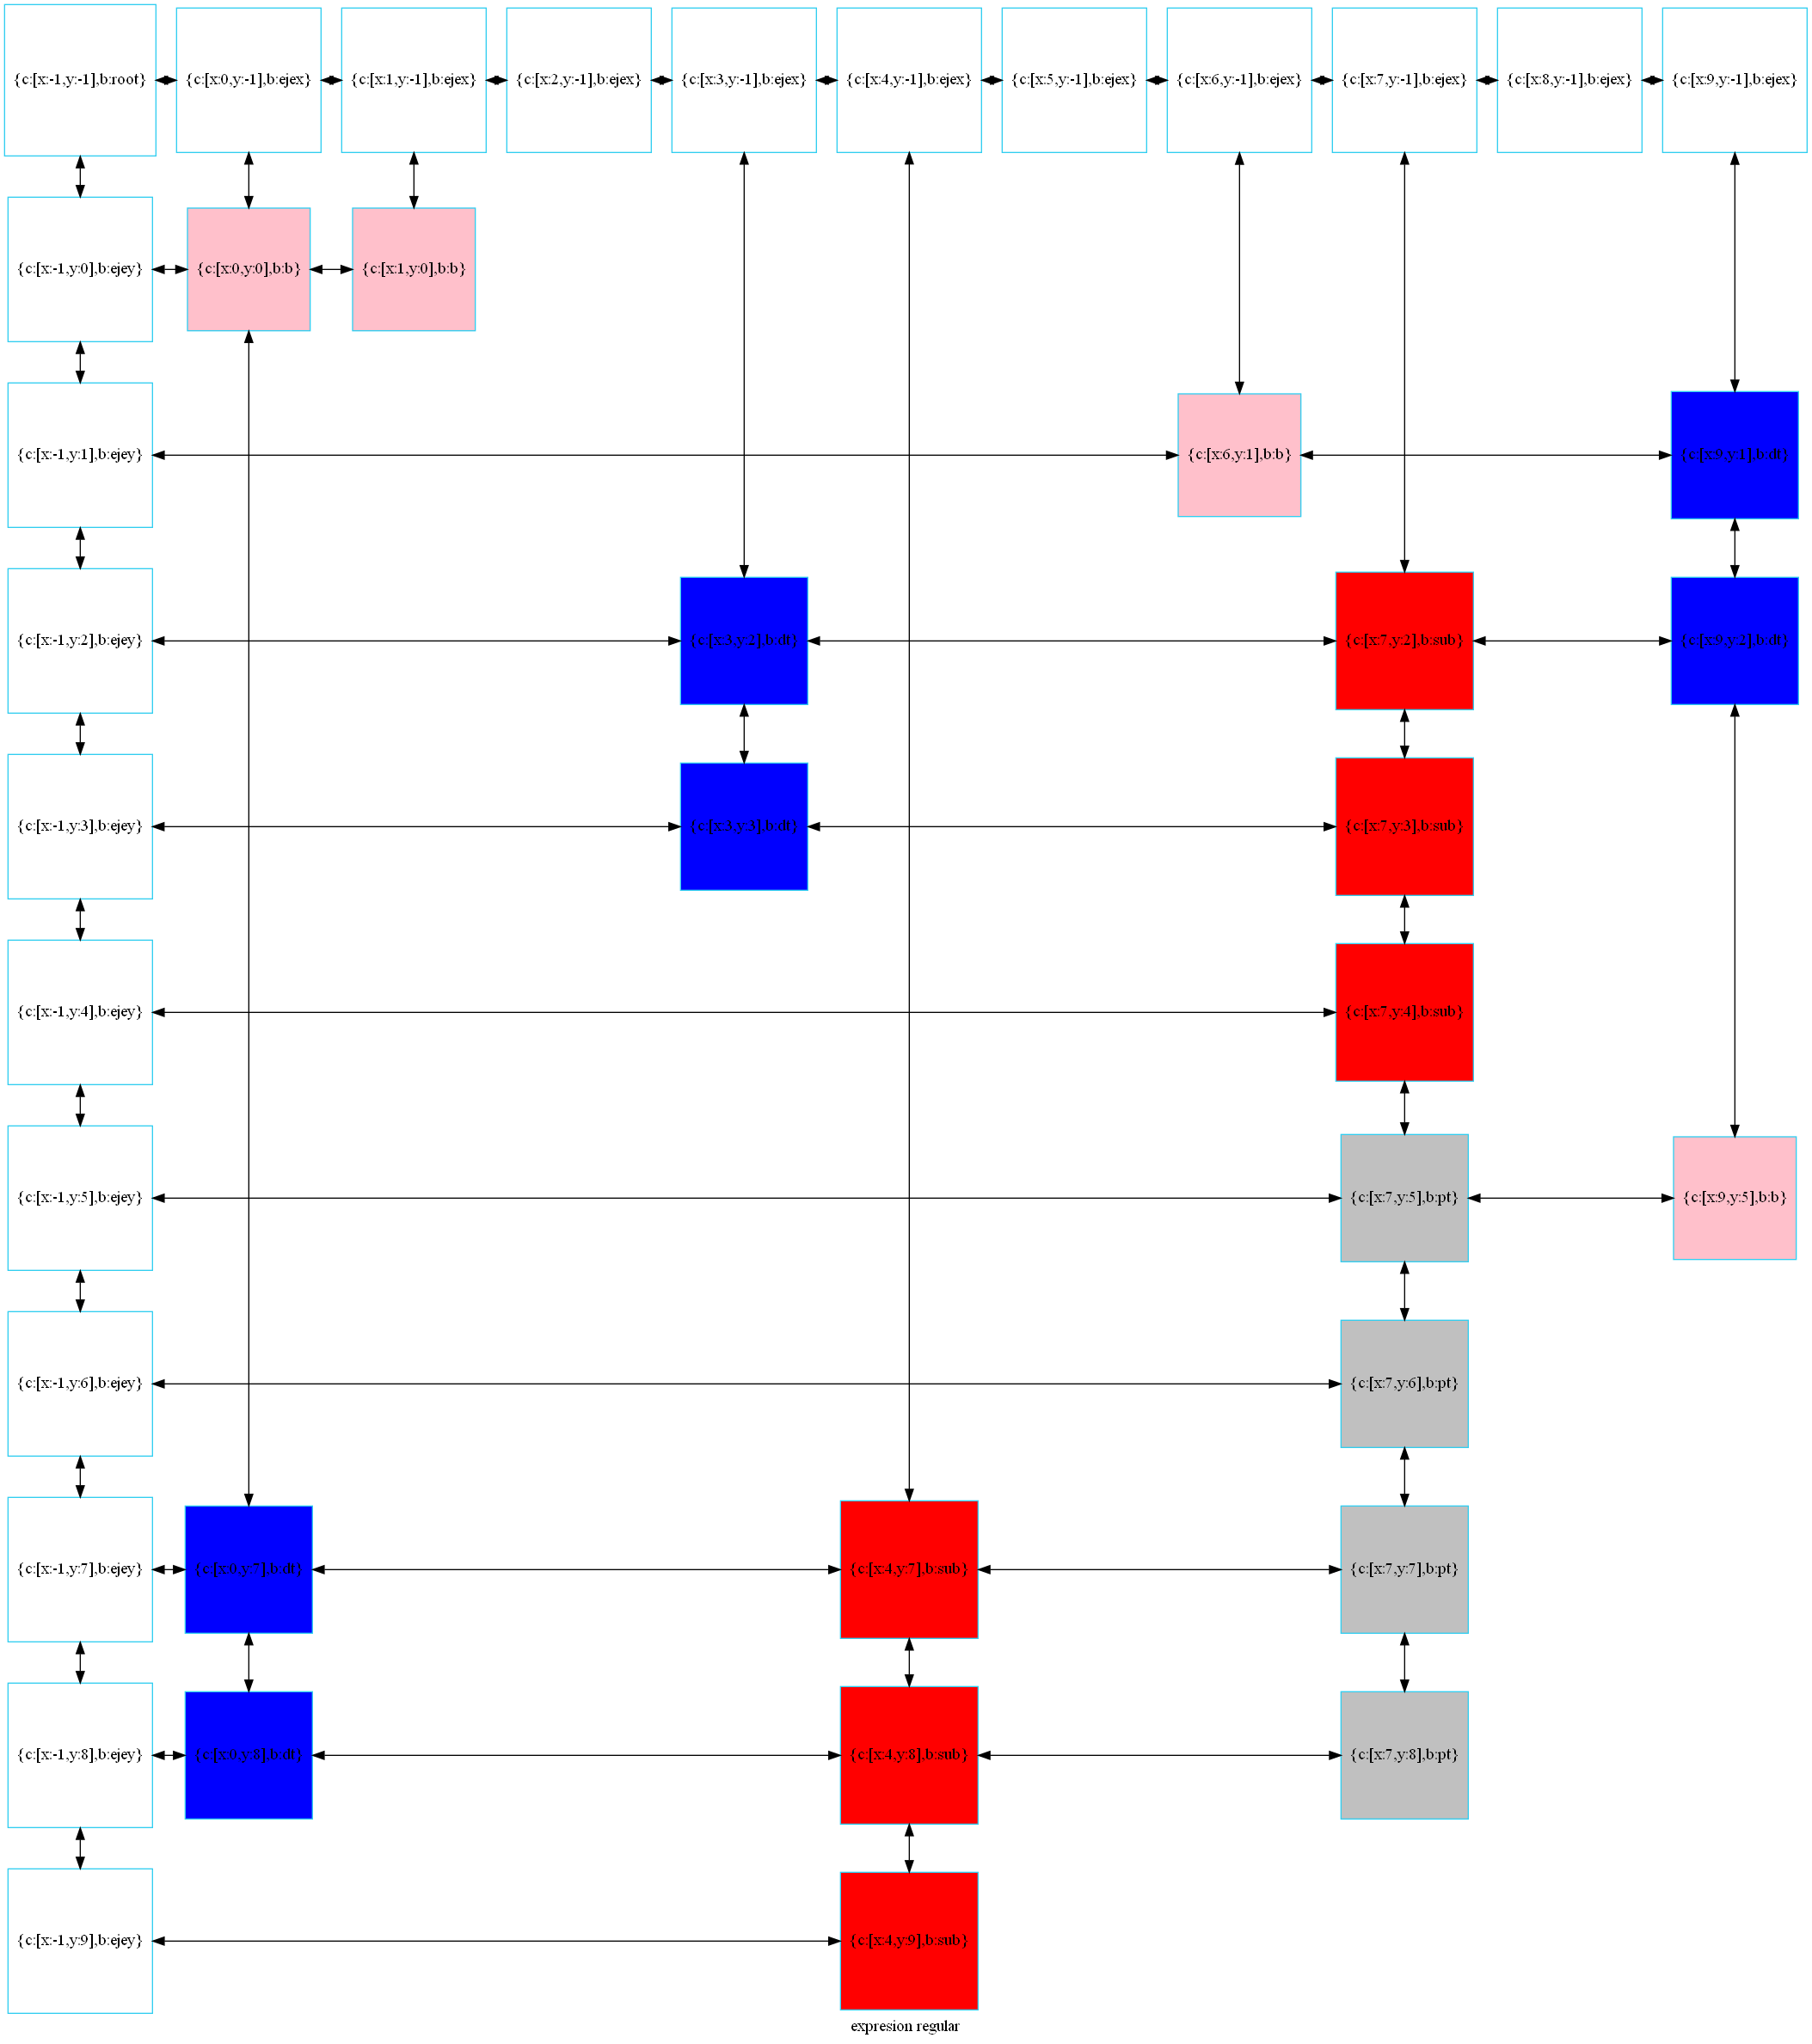 {c:[x:-1,y:-1],b:root} {c:[x:0,y:-1],b:ejex} {c:[x:1,y:-1],b:ejex} {c:[x:2,y:-1],b:ejex} {c:[x:3,y:-1],b:ejex} {c:[x:4,y:-1],b:ejex} {c:[x:5,y:-1],b:ejex} {c:[x:6,y:-1],b:ejex} {c:[x:7,y:-1],b:ejex} {c:[x:8,y:-1],b:ejex} {c:[x:9,y:-1],b:ejex}
{c:[x:-1,y:0],b:ejey} {c:[x:0,y:0],b:b} {c:[x:1,y:0],b:b}
{c:[x:-1,y:1],b:ejey} {c:[x:6,y:1],b:b} {c:[x:9,y:1],b:dt}
{c:[x:-1,y:2],b:ejey} {c:[x:3,y:2],b:dt} {c:[x:7,y:2],b:sub} {c:[x:9,y:2],b:dt}
{c:[x:-1,y:3],b:ejey} {c:[x:3,y:3],b:dt} {c:[x:7,y:3],b:sub}
{c:[x:-1,y:4],b:ejey} {c:[x:7,y:4],b:sub}
{c:[x:-1,y:5],b:ejey} {c:[x:7,y:5],b:pt} {c:[x:9,y:5],b:b}
{c:[x:-1,y:6],b:ejey} {c:[x:7,y:6],b:pt}
{c:[x:-1,y:7],b:ejey} {c:[x:0,y:7],b:dt} {c:[x:4,y:7],b:sub} {c:[x:7,y:7],b:pt}
{c:[x:-1,y:8],b:ejey} {c:[x:0,y:8],b:dt} {c:[x:4,y:8],b:sub} {c:[x:7,y:8],b:pt}
{c:[x:-1,y:9],b:ejey} {c:[x:4,y:9],b:sub}
expresion regular